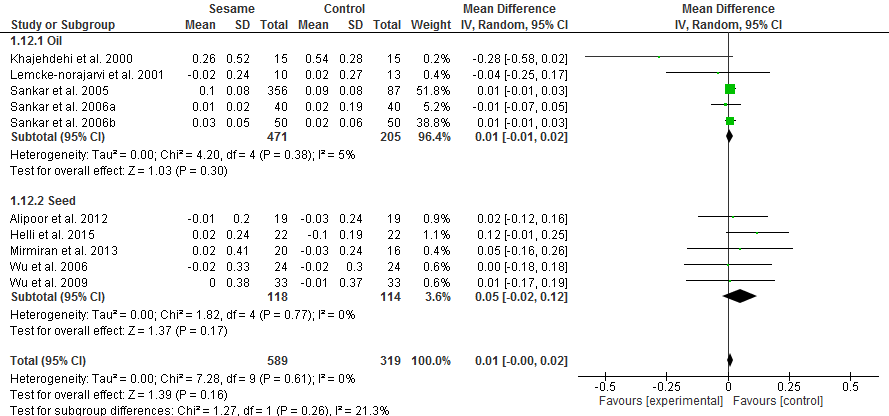 Sesame Control Mean Difference Mean Difference
Study or Subgroup Mean SD Total Mean SD Total Weight IV, Random, 95% CI IV, Random, 95% CI
1.12.1 Oil
Khajehdehi et al. 2000 0.26 0.52 15 0.54 0.28 15 0.2% -0.28 [-0.58, 0.02]
Lemcke-norajarvi et al. 2001 -0.02 0.24 10 0.02 0.27 13 0.4% -0.04 [-0.25, 0.17]
Sankar et al. 2005 0.1 0.08 356 0.09 0.08 87 51.8% 0.01 [-0.01, 0.03]
Sankar et al. 2006a 0.01 0.02 40 0.02 0.19 40 5.2% -0.01 [-0.07, 0.05]
Sankar et al. 2006b 0.03 0.05 50 0.02 0.06 50 38.8% 0.01 [-0.01, 0.03]
Subtotal (95% CI) 471 205 96.4% 0.01 [-0.01, 0.02]
Heterogeneity: Tau² = 0.00; Chi² = 4.20, df = 4 (P = 0.38); I² = 5%
Test for overall effect: Z = 1.03 (P = 0.30)
1.12.2 Seed
Alipoor et al. 2012 -0.01 0.2 19 -0.03 0.24 19 0.9% 0.02 [-0.12, 0.16]
Helli et al. 2015 0.02 0.24 22 -0.1 0.19 22 1.1% 0.12 [-0.01, 0.25]
Mirmiran et al. 2013 0.02 0.41 20 -0.03 0.24 16 0.4% 0.05 [-0.16, 0.26]
Wu et al. 2006 -0.02 0.33 24 -0.02 0.3 24 0.6% 0.00 [-0.18, 0.18]
Wu et al. 2009 0 0.38 33 -0.01 0.37 33 0.6% 0.01 [-0.17, 0.19]
Subtotal (95% CI) 118 114 3.6% 0.05 [-0.02, 0.12]
Heterogeneity: Tau² = 0.00; Chi² = 1.82, df = 4 (P = 0.77); I² = 0%
Test for overall effect: Z = 1.37 (P = 0.17)
Total (95% CI) 589 319 100.0% 0.01 [-0.00, 0.02]
Heterogeneity: Tau² = 0.00; Chi² = 7.28, df = 9 (P = 0.61); I² = 0%
Test for overall effect: Z = 1.39 (P = 0.16)
Test for subgroup differences: Chi² = 1.27, df = 1 (P = 0.26), I² = 21.3%
-0.5 -0.25 0 0.25 0.5
Favours [experimental] Favours [control]